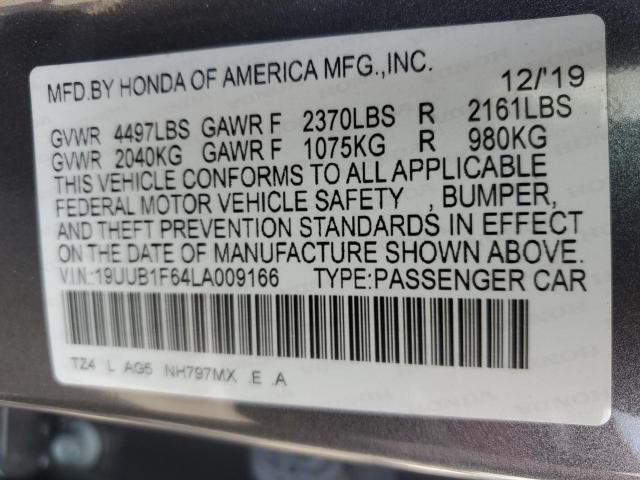 MFD.BY HONDA OF AMERICA MFG.,INC. 12/'19
GVWR 4497LBS GAWR F 2370LBS R 2161LBS
GVWR 2040KG GAWR F 1075KG R 980KG
THIS VEHICLE CONFORMS TO ALL APPLICABLE
FEDERAL MOTOR VEHICLE SAFETY , BUMPER,
AND THEFT PREVENTION STANDARDS IN EFFECT
ON THE DATE OF MANUFACTURE SHOWN ABOVE.
V.I.N.:19UUB1F64LA009166 TYPE:PASSENGER CAR
TZ4 L AG5 NH797MX .E .A